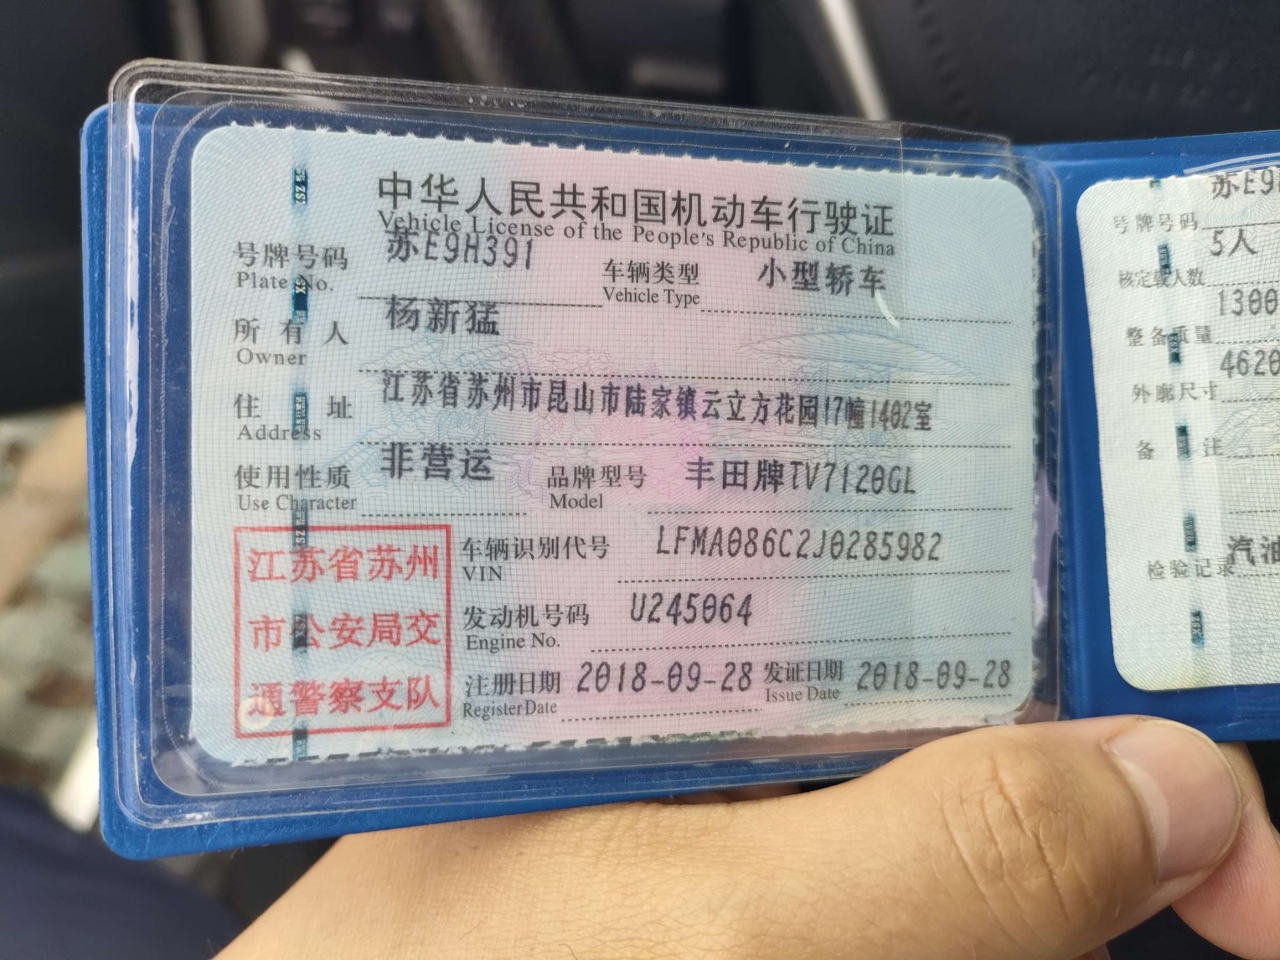 中华人民共和国机动车行驶证
Vehicle License of the People's Republic of China
号牌号码 苏E9H391 车辆类型 小型轿车
Plate No. Vehicle Type
所有人 杨新猛
Owner
住址 江苏省苏州市昆山市陆家镇云立方花园17幢1402室
Address
使用性质 非营运 品牌型号 丰田牌TV7120GL
Use Character Model
车辆识别代号 LFMA086C2J0285982
VIN
发动机号码 U245064
Engine No.
注册日期 2018-09-28 发证日期 2018-09-28
Register Date Issue Date
江苏省苏州
市公安局交
通警察支队
号牌号码 苏E9
核定载人数 5人
整备质量 1300
外廓尺寸 4620
备注
检验记录 汽油